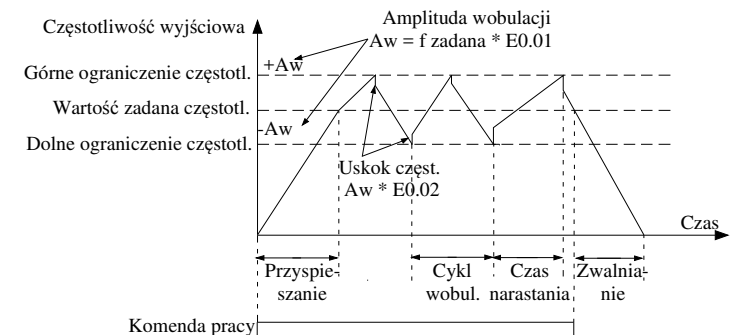 Częstotliwość wyjściowa
Amplituda wobulacji
Aw = f zadana * E0.01
+Aw
Górne ograniczenie częstotl.
Wartość zadana częstotl.
-Aw
Dolne ograniczenie częstotl.
Uskok częst.
Aw * E0.02
Czas
Przyspie-
szanie
Cykl
wobul.
Czas
narastania
Zwalnia-
nie
Komenda pracy